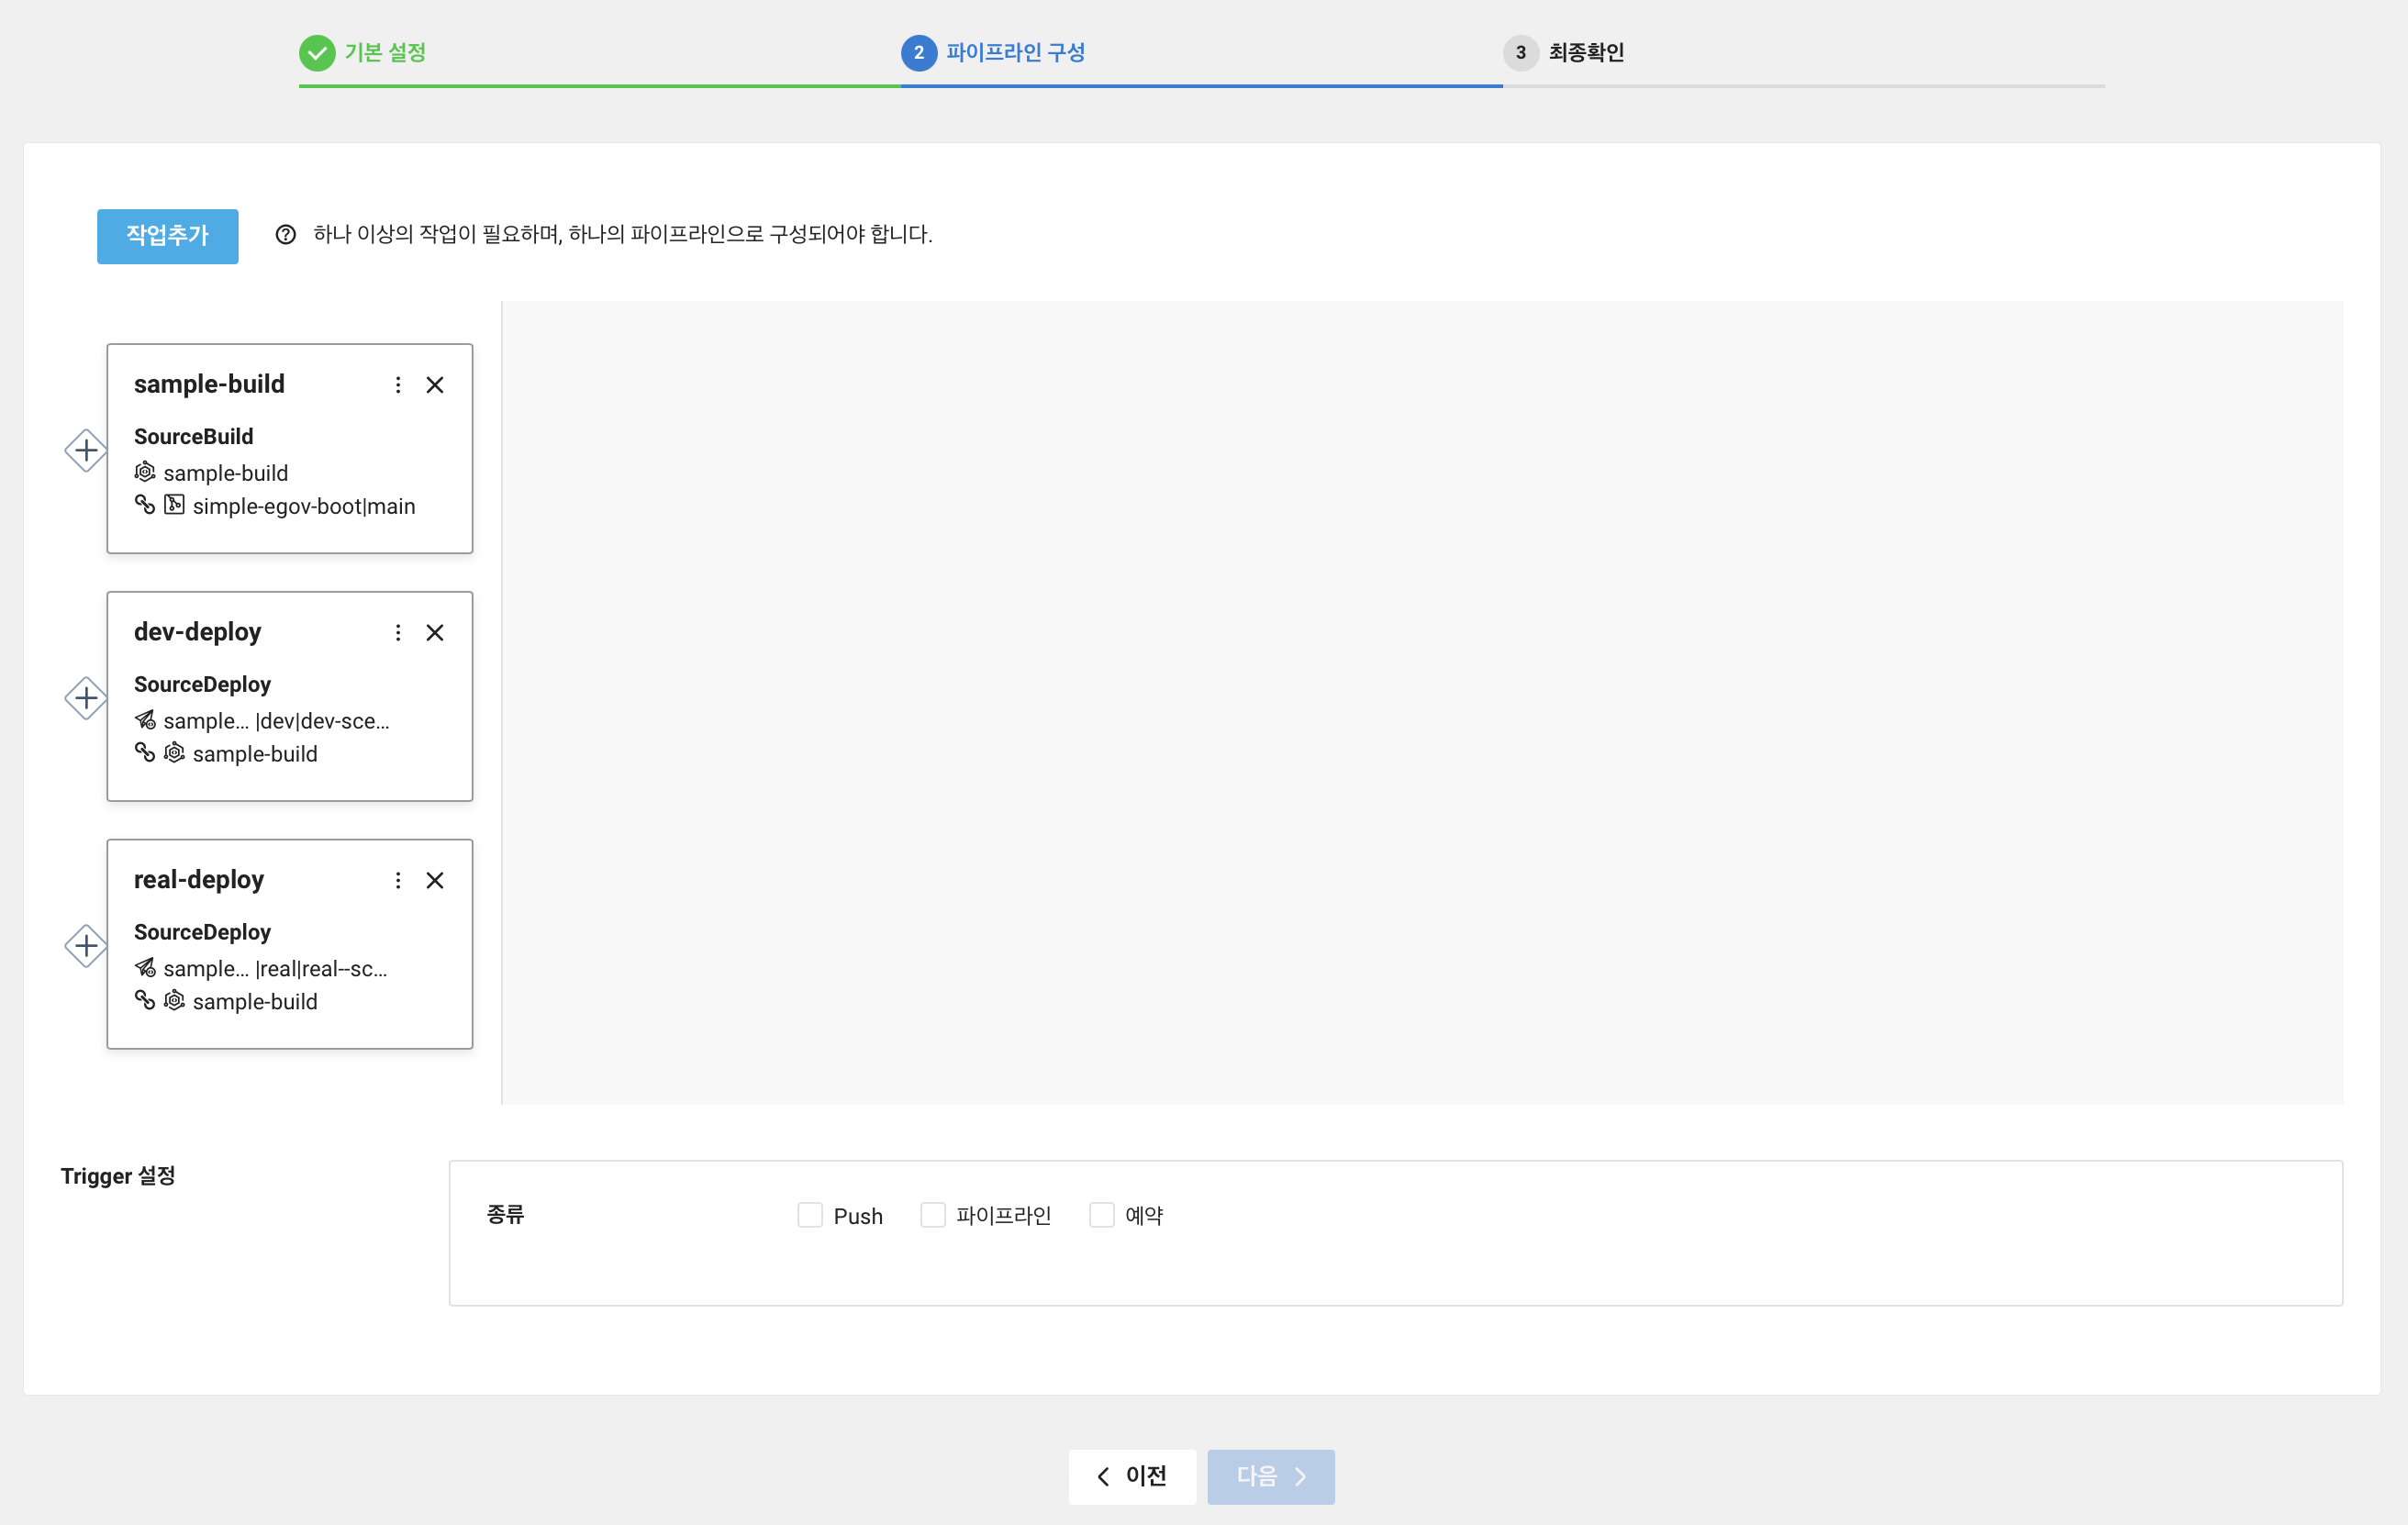 기본 설정
2 파이프라인 구성
3 최종확인
작업추가
하나 이상의 작업이 필요하며, 하나의 파이프라인으로 구성되어야 합니다.
sample-build
SourceBuild
sample-build
simple-egov-boot|main
dev-deploy
SourceDeploy
sample... |dev|dev-sce...
sample-build
real-deploy
SourceDeploy
sample... |real|real--sc...
sample-build
Trigger 설정
종류 Push 파이프라인 예약
이전 다음